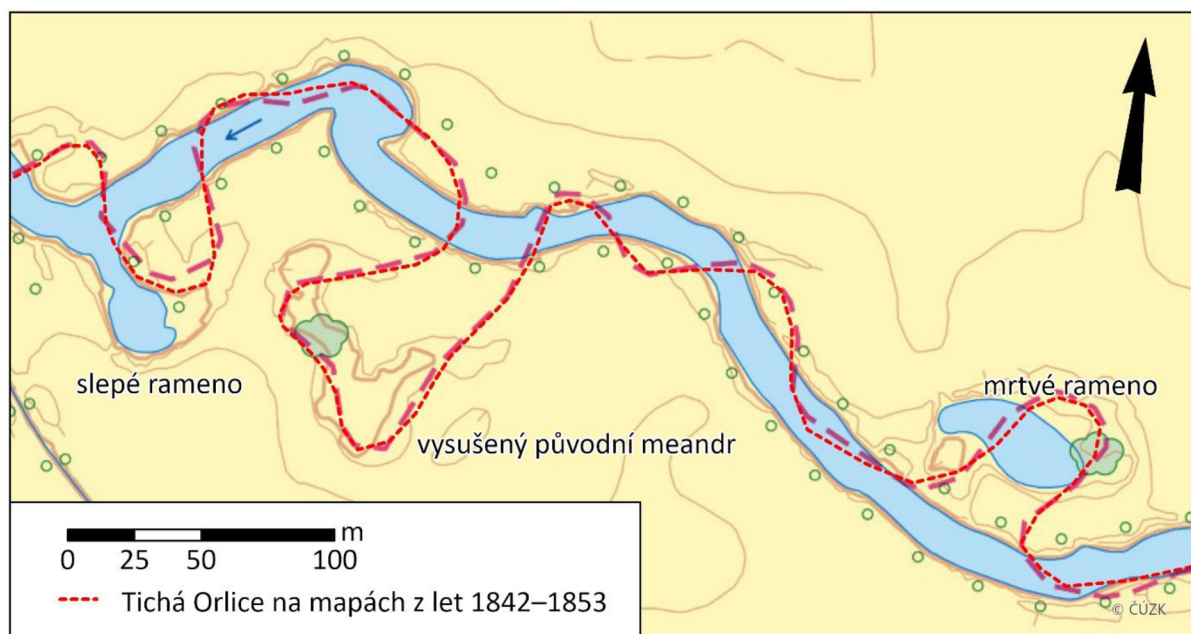 slepé rameno
mrtvé rameno
vysušený původní meandr
0 25 50 100 m
Tichá Orlice na mapách z let 1842–1853
© ČÚZK